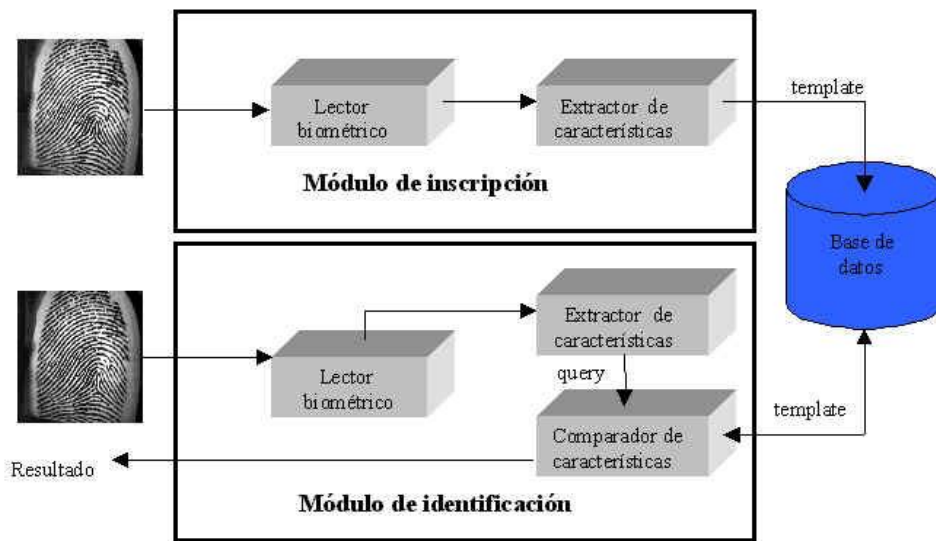 Lector
biométrico
Extractor de
características
template
Módulo de inscripción
Base de
datos
Extractor de
características
Lector
biométrico
query
template
Comparador de
características
Resultado
Módulo de identificación